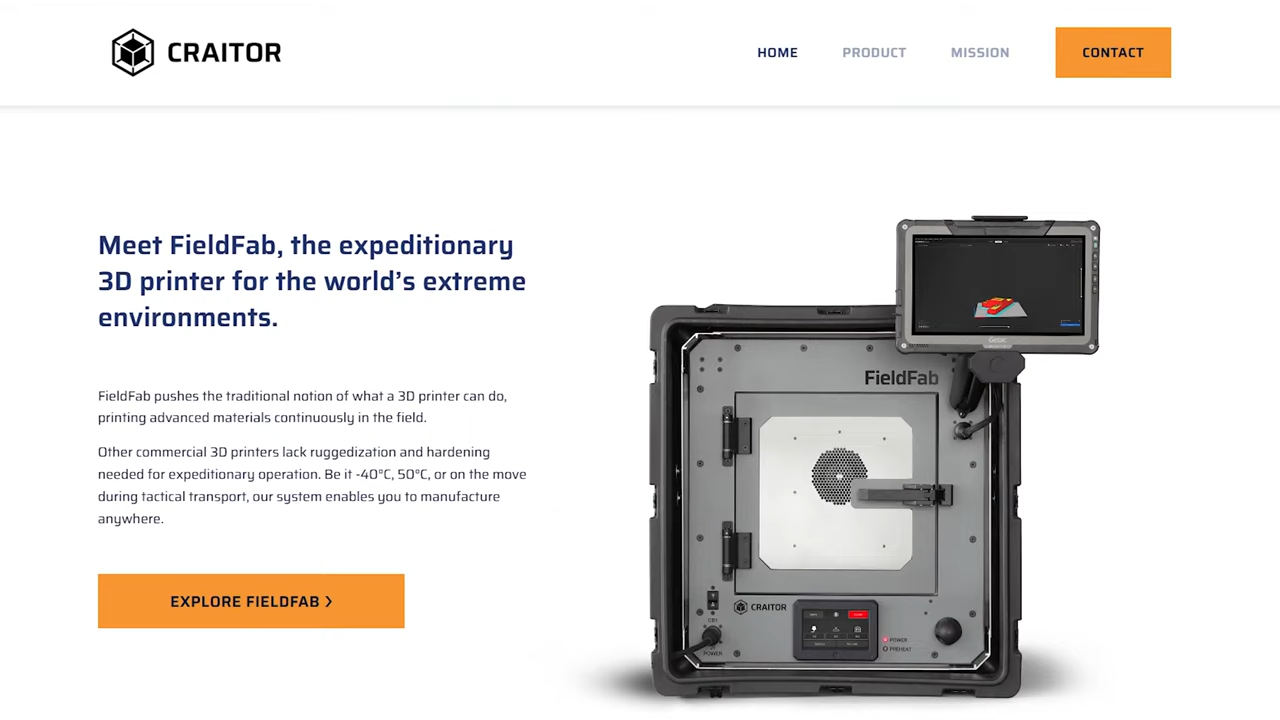 CRAITOR
HOME
PRODUCT
MISSION
CONTACT
Meet FieldFab, the expeditionary
3D printer for the world’s extreme
environments.
FieldFab pushes the traditional notion of what a 3D printer can do,
printing advanced materials continuously in the field.
Other commercial 3D printers lack ruggedization and hardening
needed for expeditionary operation. Be it -40°C, 50°C, or on the move
during tactical transport, our system enables you to manufacture
anywhere.
EXPLORE FIELDFAB
Getac
FieldFab
CRAITOR
CB1
POWER
POWER
PREHEAT